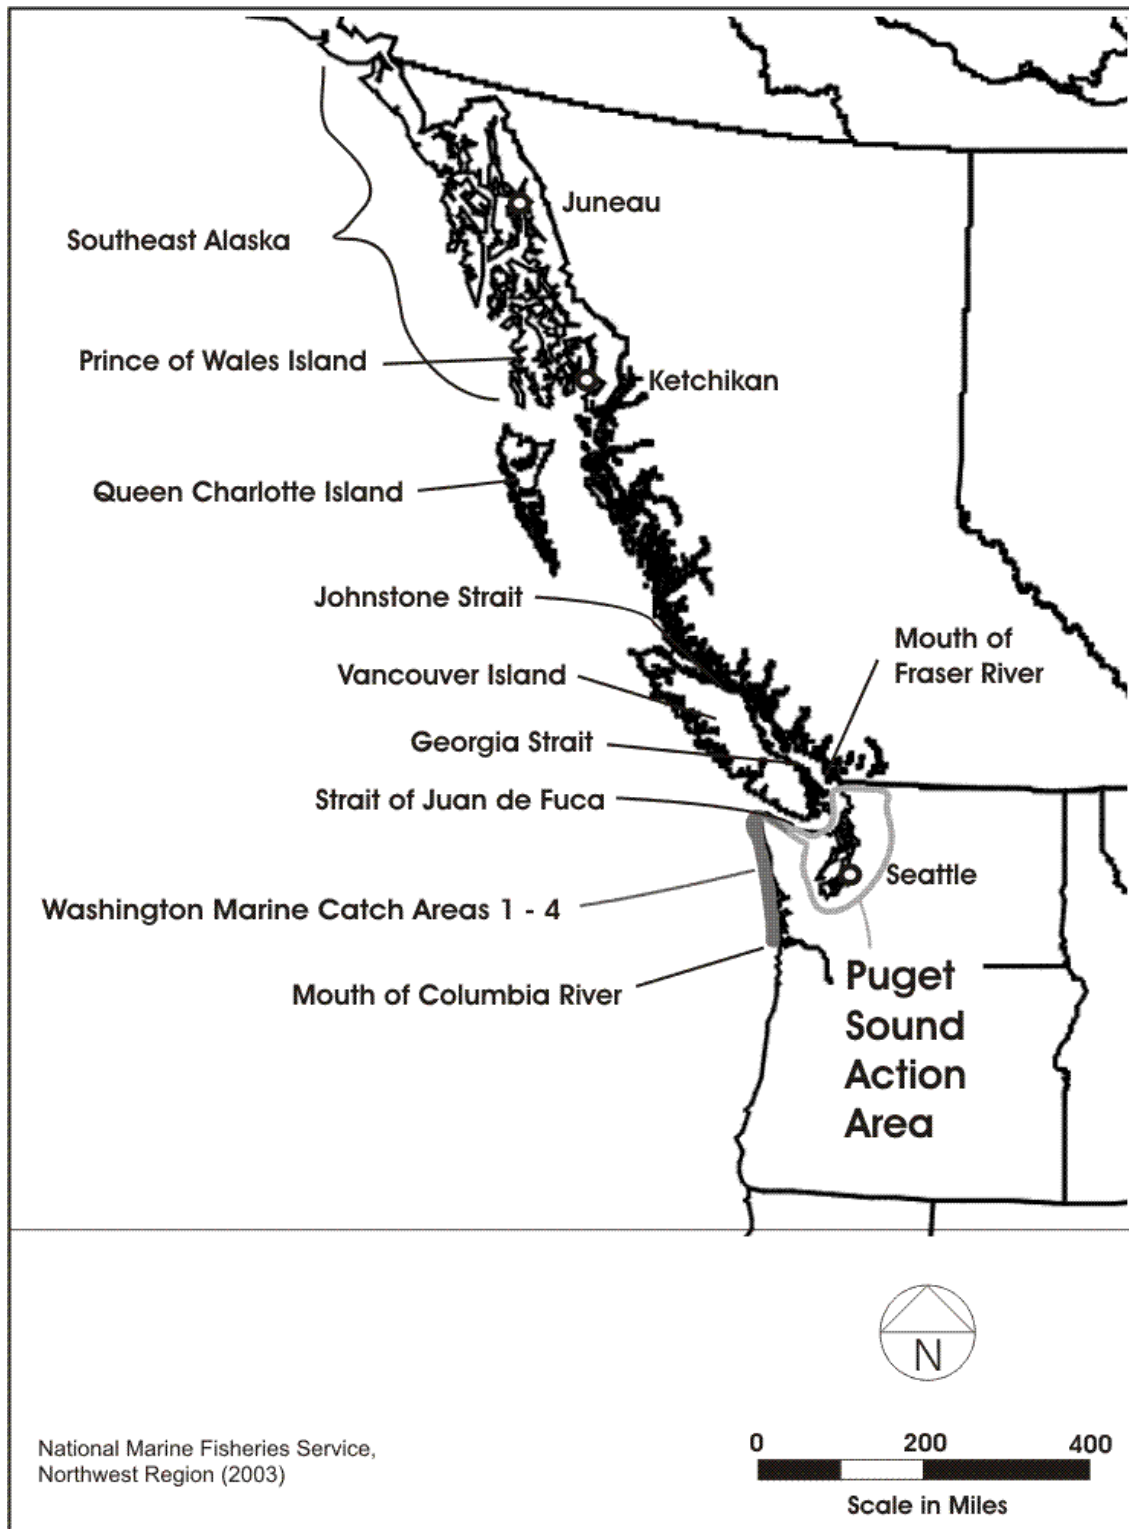 Juneau
Southeast Alaska
Prince of Wales Island
Ketchikan
Queen Charlotte Island
Johnstone Strait
Mouth of
Fraser River
Vancouver Island
Georgia Strait
Strait of Juan de Fuca
Seattle
Washington Marine Catch Areas 1 - 4
Mouth of Columbia River
Puget
Sound
Action
Area
N
National Marine Fisheries Service,
Northwest Region (2003)
0 200 400
Scale in Miles